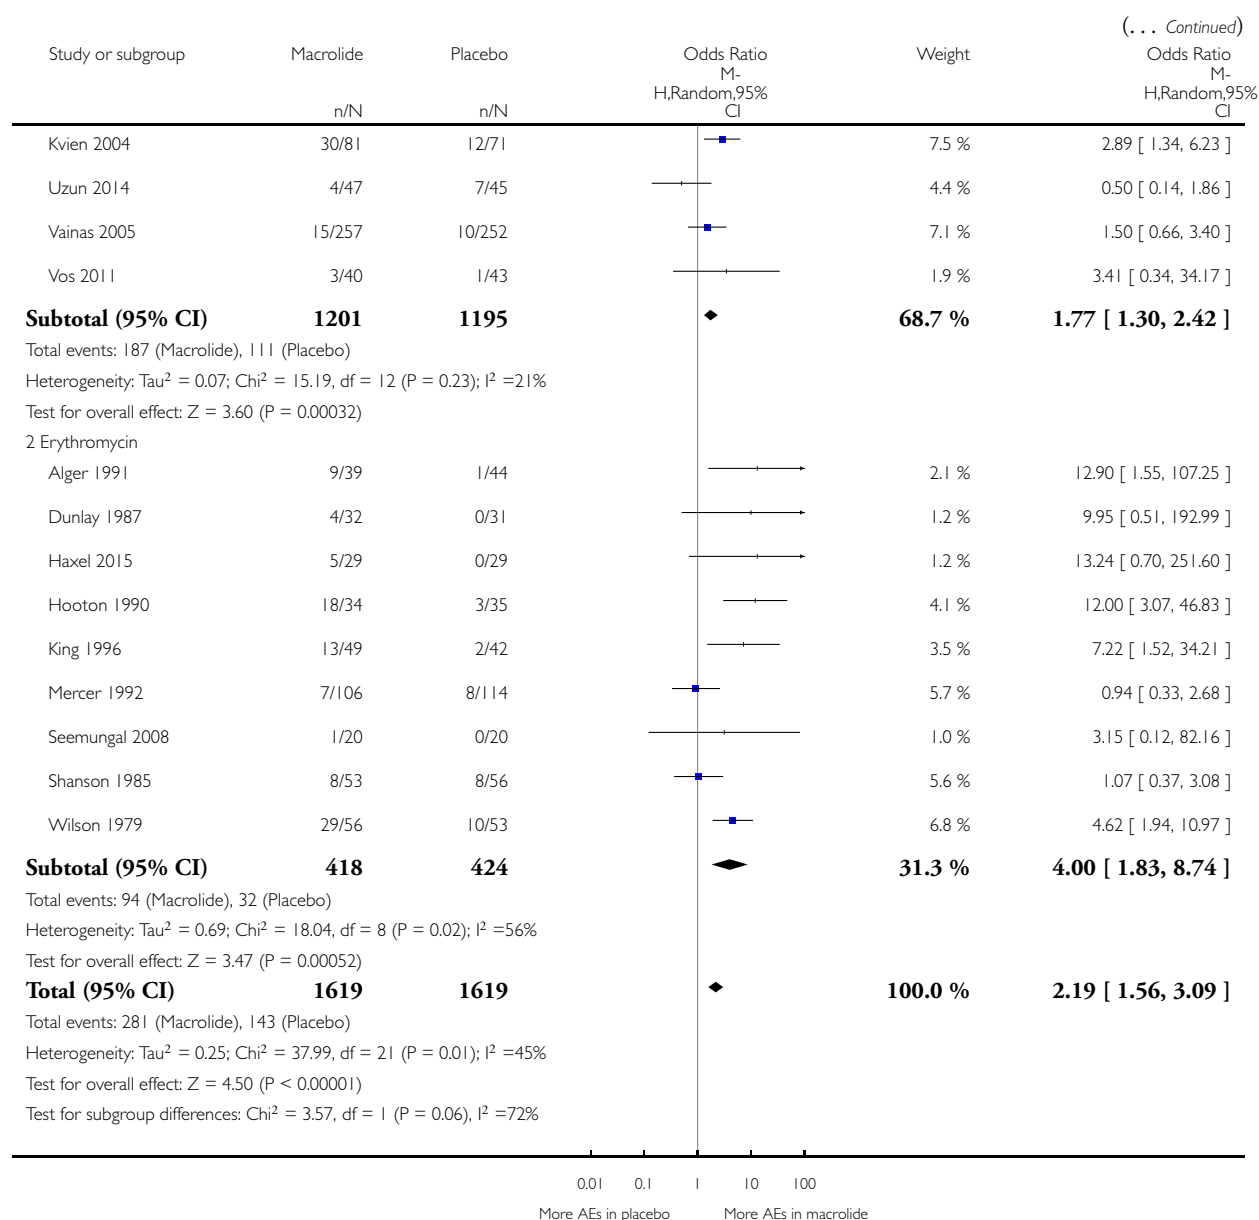 (. . . Continued)
Study or subgroup Macrolide Placebo Odds Ratio Weight Odds Ratio
M-H,Random,95% CI M-H,Random,95% CI
n/N n/N
Kvien 2004 30/81 12/71 7.5 % 2.89 [ 1.34, 6.23 ]
Uzun 2014 4/47 7/45 4.4 % 0.50 [ 0.14, 1.86 ]
Vainas 2005 15/257 10/252 7.1 % 1.50 [ 0.66, 3.40 ]
Vos 2011 3/40 1/43 1.9 % 3.41 [ 0.34, 34.17 ]
Subtotal (95% CI) 1201 1195 68.7 % 1.77 [ 1.30, 2.42 ]
Total events: 187 (Macrolide), 111 (Placebo)
Heterogeneity: Tau² = 0.07; Chi² = 15.19, df = 12 (P = 0.23); I² =21%
Test for overall effect: Z = 3.60 (P = 0.00032)
2 Erythromycin
Alger 1991 9/39 1/44 2.1 % 12.90 [ 1.55, 107.25 ]
Dunlay 1987 4/32 0/31 1.2 % 9.95 [ 0.51, 192.99 ]
Haxel 2015 5/29 0/29 1.2 % 13.24 [ 0.70, 251.60 ]
Hooton 1990 18/34 3/35 4.1 % 12.00 [ 3.07, 46.83 ]
King 1996 13/49 2/42 3.5 % 7.22 [ 1.52, 34.21 ]
Mercer 1992 7/106 8/114 5.7 % 0.94 [ 0.33, 2.68 ]
Seemungal 2008 1/20 0/20 1.0 % 3.15 [ 0.12, 82.16 ]
Shanson 1985 8/53 8/56 5.6 % 1.07 [ 0.37, 3.08 ]
Wilson 1979 29/56 10/53 6.8 % 4.62 [ 1.94, 10.97 ]
Subtotal (95% CI) 418 424 31.3 % 4.00 [ 1.83, 8.74 ]
Total events: 94 (Macrolide), 32 (Placebo)
Heterogeneity: Tau² = 0.69; Chi² = 18.04, df = 8 (P = 0.02); I² =56%
Test for overall effect: Z = 3.47 (P = 0.00052)
Total (95% CI) 1619 1619 100.0 % 2.19 [ 1.56, 3.09 ]
Total events: 281 (Macrolide), 143 (Placebo)
Heterogeneity: Tau² = 0.25; Chi² = 37.99, df = 21 (P = 0.01); I² =45%
Test for overall effect: Z = 4.50 (P < 0.00001)
Test for subgroup differences: Chi² = 3.57, df = 1 (P = 0.06), I² =72%
0.01 0.1 1 10 100
More AEs in placebo More AEs in macrolide